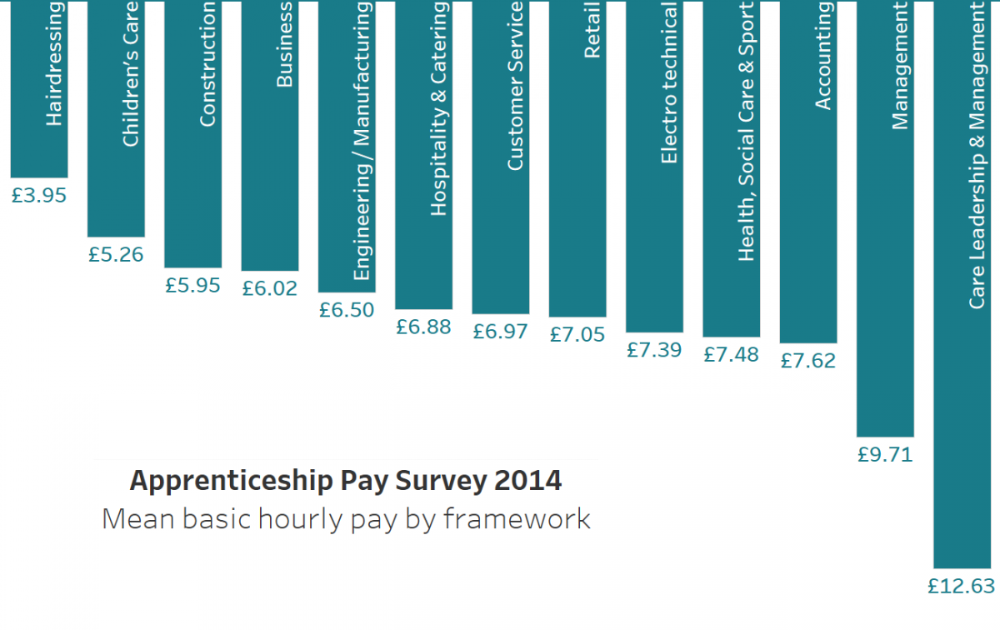 Hairdressing
£3.95
Children’s Care
£5.26
Construction
£5.95
Business
£6.02
Engineering / Manufacturing
£6.50
Hospitality & Catering
£6.88
Customer Service
£6.97
Retail
£7.05
Electro technical
£7.39
Health, Social Care & Sport
£7.48
Accounting
£7.62
Management
£9.71
Care Leadership & Management
£12.63
Apprenticeship Pay Survey 2014
Mean basic hourly pay by framework